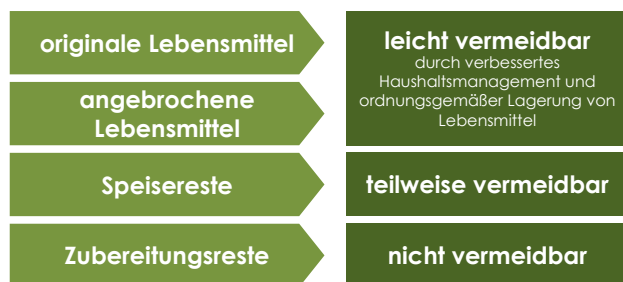 originale Lebensmittel
leicht vermeidbar
durch verbessertes
Haushaltsmanagement und
ordnungsgemäßer Lagerung von
Lebensmittel
angebrochene
Lebensmittel
Speisereste
teilweise vermeidbar
Zubereitungsreste
nicht vermeidbar